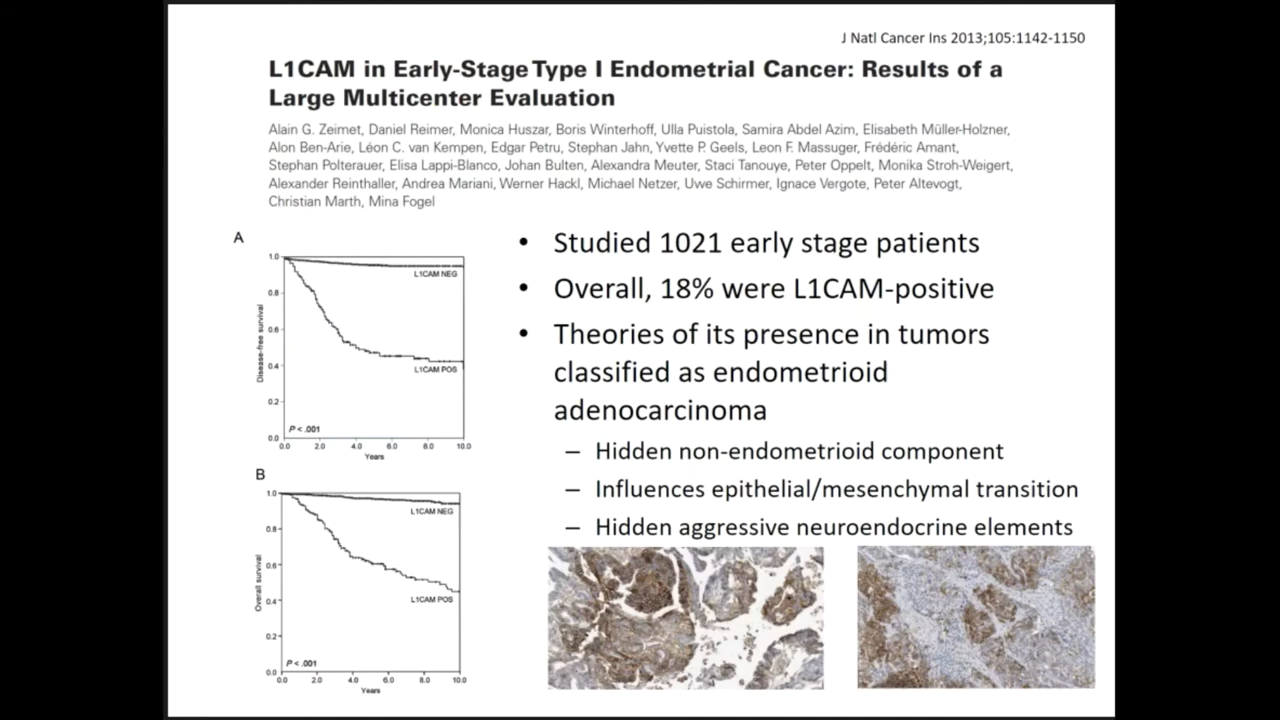 J Natl Cancer Ins 2013;105:1142-1150
L1CAM in Early-Stage Type I Endometrial Cancer: Results of a
Large Multicenter Evaluation
Alain G. Zeimet, Daniel Reimer, Monica Huszar, Boris Winterhoff, Ulla Puistola, Samira Abdel Azim, Elisabeth Müller-Holzner,
Alon Ben-Arie, Léon C. van Kempen, Edgar Petru, Stephan Jahn, Yvette P. Geels, Leon F. Massuger, Frédéric Amant,
Stephan Polterauer, Elisa Lappi-Blanco, Johan Bulten, Alexandra Meuter, Staci Tanouye, Peter Oppelt, Monika Stroh-Weigert,
Alexander Reinthaller, Andrea Mariani, Werner Hackl, Michael Netzer, Uwe Schirmer, Ignace Vergote, Peter Altevogt,
Christian Marth, Mina Fogel
A
1.0
L1CAM NEG
0.8
0.6
Disease-free survival
0.4
L1CAM POS
0.2
P < .001
0.0
0.0 2.0 4.0 6.0 8.0 10.0
Years
B
1.0
L1CAM NEG
0.8
0.6
Overall survival
0.4
L1CAM POS
0.2
P < .001
0.0
0.0 2.0 4.0 6.0 8.0 10.0
Years
• Studied 1021 early stage patients
• Overall, 18% were L1CAM-positive
• Theories of its presence in tumors
classified as endometrioid
adenocarcinoma
– Hidden non-endometrioid component
– Influences epithelial/mesenchymal transition
– Hidden aggressive neuroendocrine elements